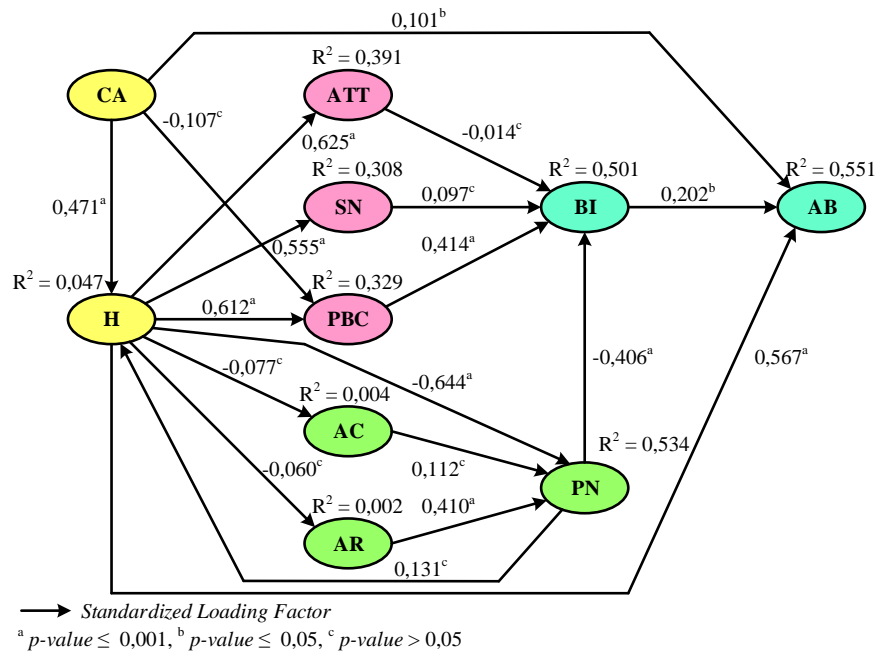 0,101ᵇ
R² = 0,391
CA
ATT
-0,107ᶜ
-0,014ᶜ
0,625ᵃ
R² = 0,308
R² = 0,501
R² = 0,551
0,471ᵃ
SN
0,097ᶜ
BI
0,202ᵇ
AB
0,555ᵃ
0,414ᵃ
R² = 0,047
R² = 0,329
H
0,612ᵃ
PBC
-0,077ᶜ
-0,644ᵃ
-0,406ᵃ
0,567ᵃ
R² = 0,004
AC
R² = 0,534
-0,060ᶜ
0,112ᶜ
PN
R² = 0,002
0,410ᵃ
AR
0,131ᶜ
Standardized Loading Factor
ᵃ p-value ≤ 0,001, ᵇ p-value ≤ 0,05, ᶜ p-value > 0,05